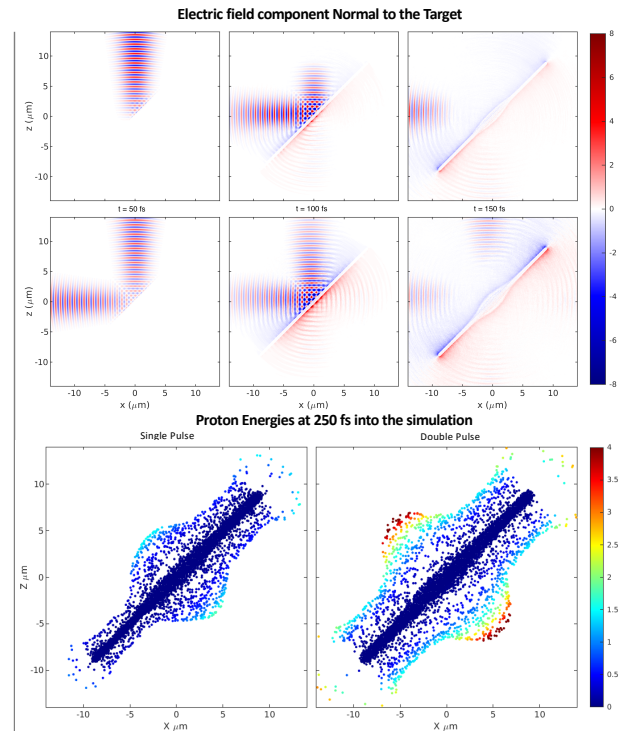 Electric field component Normal to the Target
10
5
0
-5
-10
z (μm)
8
6
4
2
0
-2
-4
-6
-8
t = 50 fs
t = 100 fs
t = 150 fs
10
5
0
-5
-10
z (μm)
-10 -5 0 5 10
-10 -5 0 5 10
-10 -5 0 5 10
x (μm)
x (μm)
x (μm)
Proton Energies at 250 fs into the simulation
Single Pulse
Double Pulse
10
5
0
-5
-10
Z μm
4
3.5
3
2.5
2
1.5
1
0.5
0
-10 -5 0 5 10
-10 -5 0 5 10
X μm
X μm